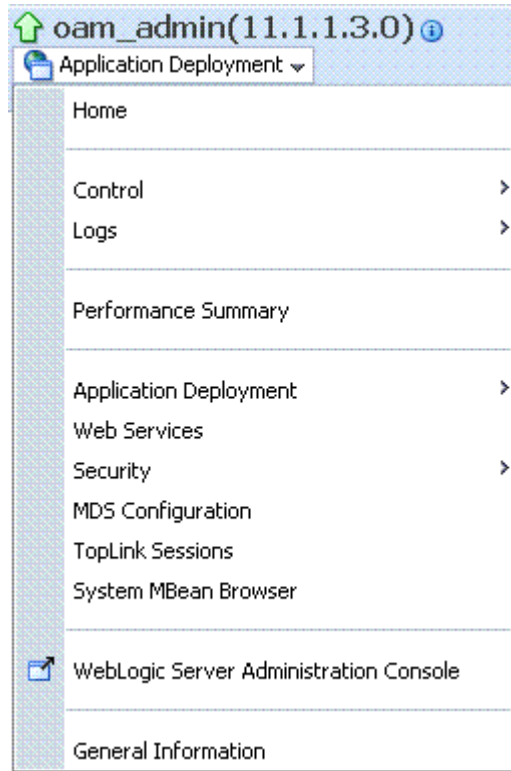 oam_admin(11.1.1.3.0)
Application Deployment
Home
Control
Logs
Performance Summary
Application Deployment
Web Services
Security
MDS Configuration
TopLink Sessions
System MBean Browser
WebLogic Server Administration Console
General Information